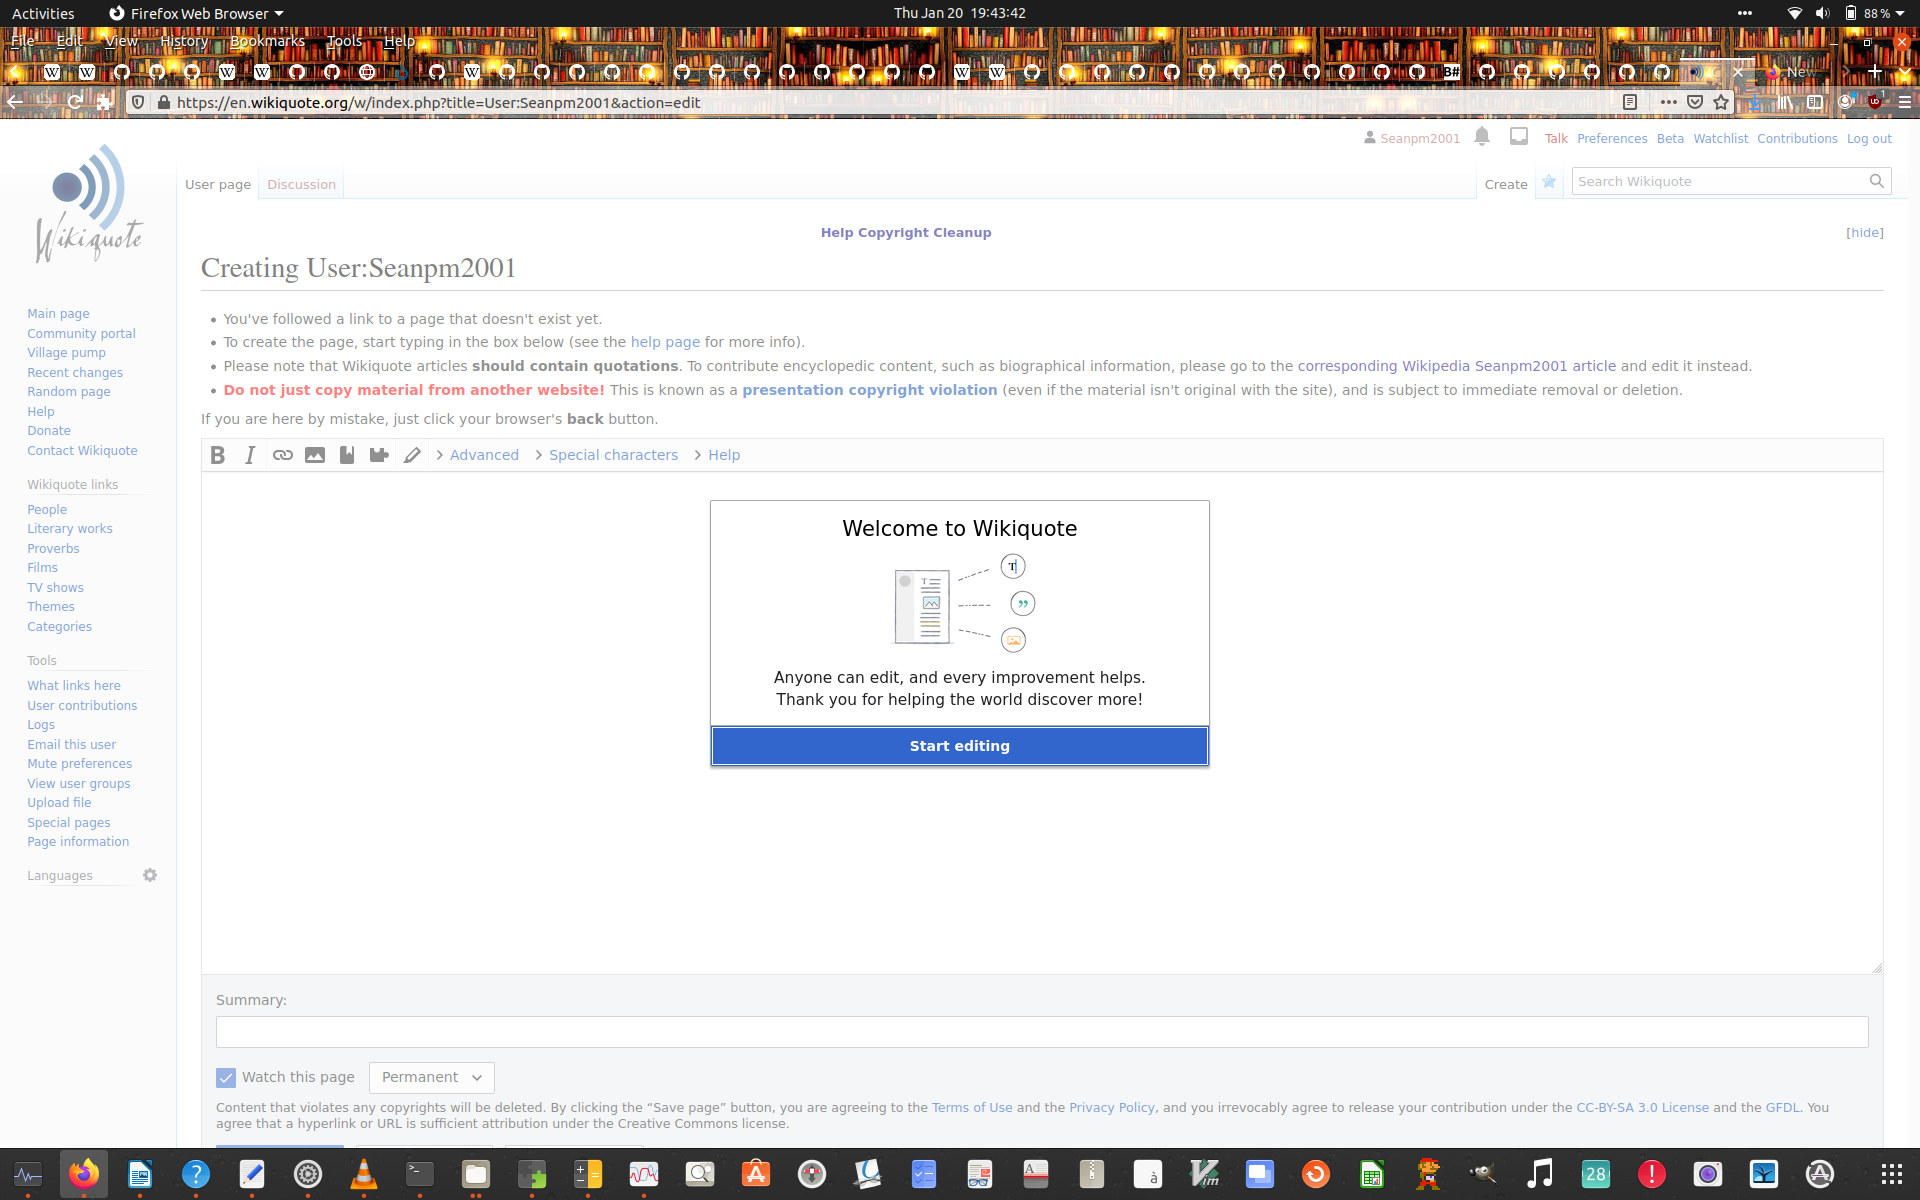 Activities
Firefox Web Browser
Thu Jan 20 19:43:42
88 %
File Edit View History Bookmarks Tools Help
W W W W W W W B# New
https://en.wikiquote.org/w/index.php?title=User:Seanpm2001&action=edit
1
Seanpm2001 Talk Preferences Beta Watchlist Contributions Log out
Wikiquote
User page Discussion Create Search Wikiquote
Help Copyright Cleanup [hide]
Creating User:Seanpm2001
You've followed a link to a page that doesn't exist yet.
To create the page, start typing in the box below (see the help page for more info).
Please note that Wikiquote articles should contain quotations. To contribute encyclopedic content, such as biographical information, please go to the corresponding Wikipedia Seanpm2001 article and edit it instead.
Do not just copy material from another website! This is known as a presentation copyright violation (even if the material isn't original with the site), and is subject to immediate removal or deletion.
If you are here by mistake, just click your browser's back button.
B I Advanced Special characters Help
Main page
Community portal
Village pump
Recent changes
Random page
Help
Donate
Contact Wikiquote
Wikiquote links
People
Literary works
Proverbs
Films
TV shows
Themes
Categories
Tools
What links here
User contributions
Logs
Email this user
Mute preferences
View user groups
Upload file
Special pages
Page information
Languages
Welcome to Wikiquote
T
T
Anyone can edit, and every improvement helps.
Thank you for helping the world discover more!
Start editing
Summary:
Watch this page Permanent
Content that violates any copyrights will be deleted. By clicking the “Save page” button, you are agreeing to the Terms of Use and the Privacy Policy, and you irrevocably agree to release your contribution under the CC-BY-SA 3.0 License and the GFDL. You
agree that a hyperlink or URL is sufficient attribution under the Creative Commons license.
? >_ A A à Vim 28 !